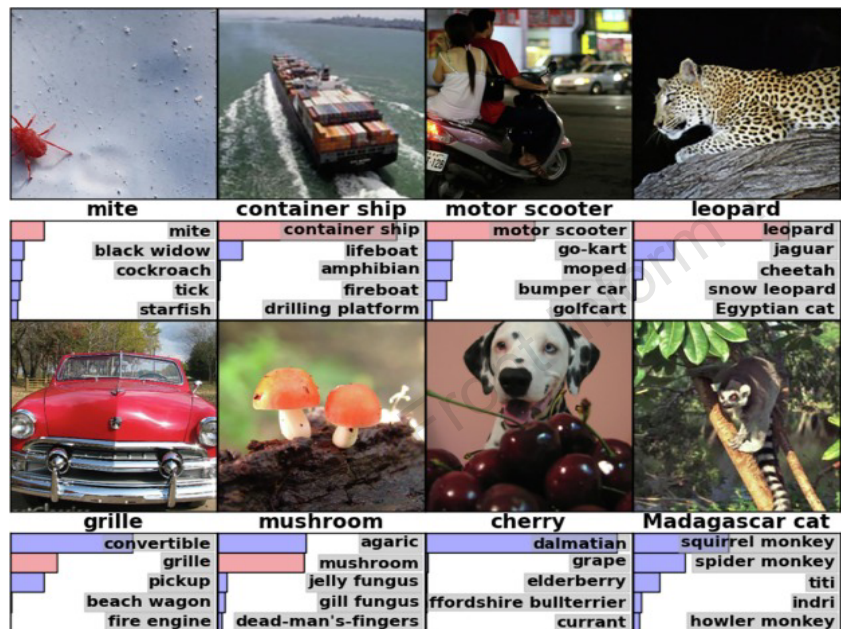 mite
container ship
motor scooter
leopard
mite
black widow
cockroach
tick
starfish
container ship
lifeboat
amphibian
fireboat
drilling platform
motor scooter
go-kart
moped
bumper car
golfcart
leopard
jaguar
cheetah
snow leopard
Egyptian cat
grille
mushroom
cherry
Madagascar cat
convertible
grille
pickup
beach wagon
fire engine
agaric
mushroom
jelly fungus
gill fungus
dead-man's-fingers
dalmatian
grape
elderberry
ffordshire bullterrier
currant
squirrel monkey
spider monkey
titi
indri
howler monkey